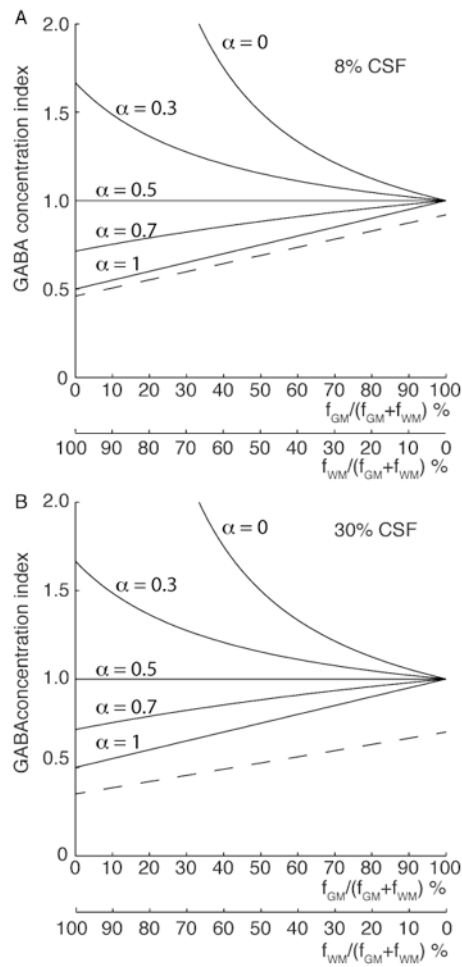 A
2.0
α = 0
8% CSF
1.5
α = 0.3
GABA concentration index
α = 0.5
1.0
α = 0.7
α = 1
0.5
0
0 10 20 30 40 50 60 70 80 90 100
fGM/(fGM+fWM) %
100 90 80 70 60 50 40 30 20 10 0
fWM/(fGM+fWM) %
B
2.0
α = 0
30% CSF
1.5
α = 0.3
GABAconcentration index
α = 0.5
1.0
α = 0.7
α = 1
0.5
0
0 10 20 30 40 50 60 70 80 90 100
fGM/(fGM+fWM) %
100 90 80 70 60 50 40 30 20 10 0
fWM/(fGM+fWM) %